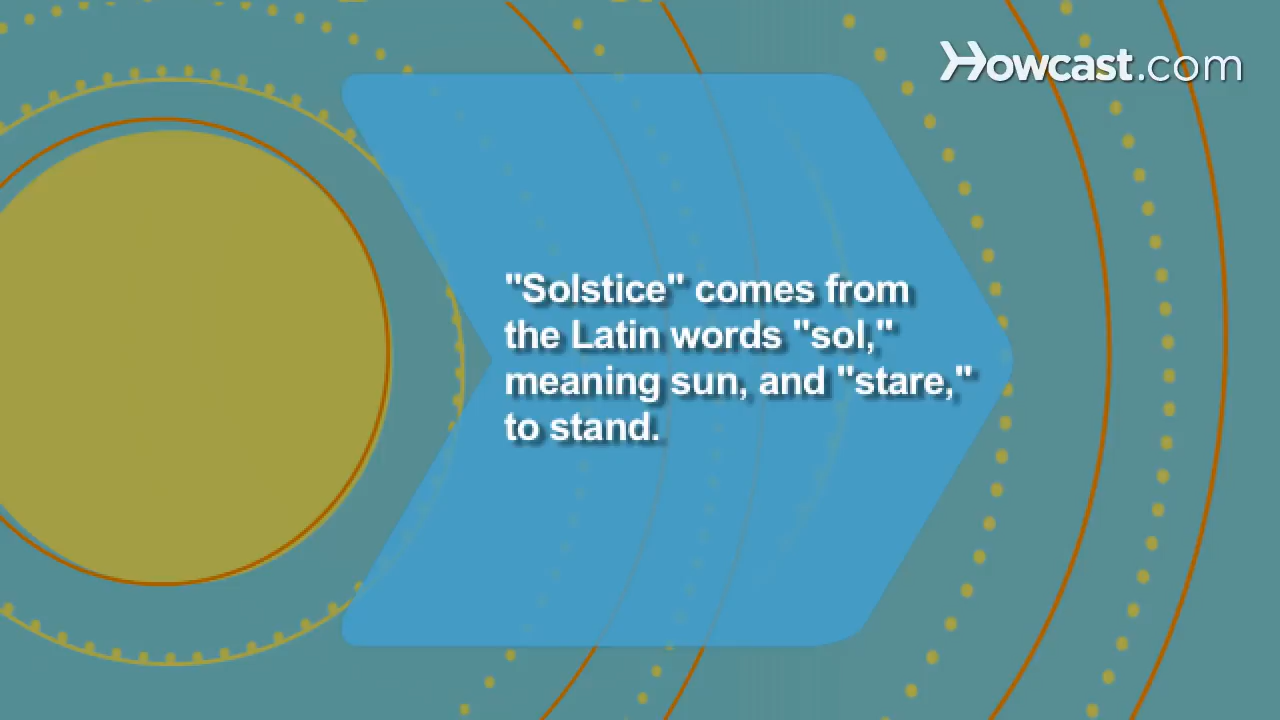 Howcast.com
"Solstice" comes from
the Latin words "sol,"
meaning sun, and "stare,"
to stand.